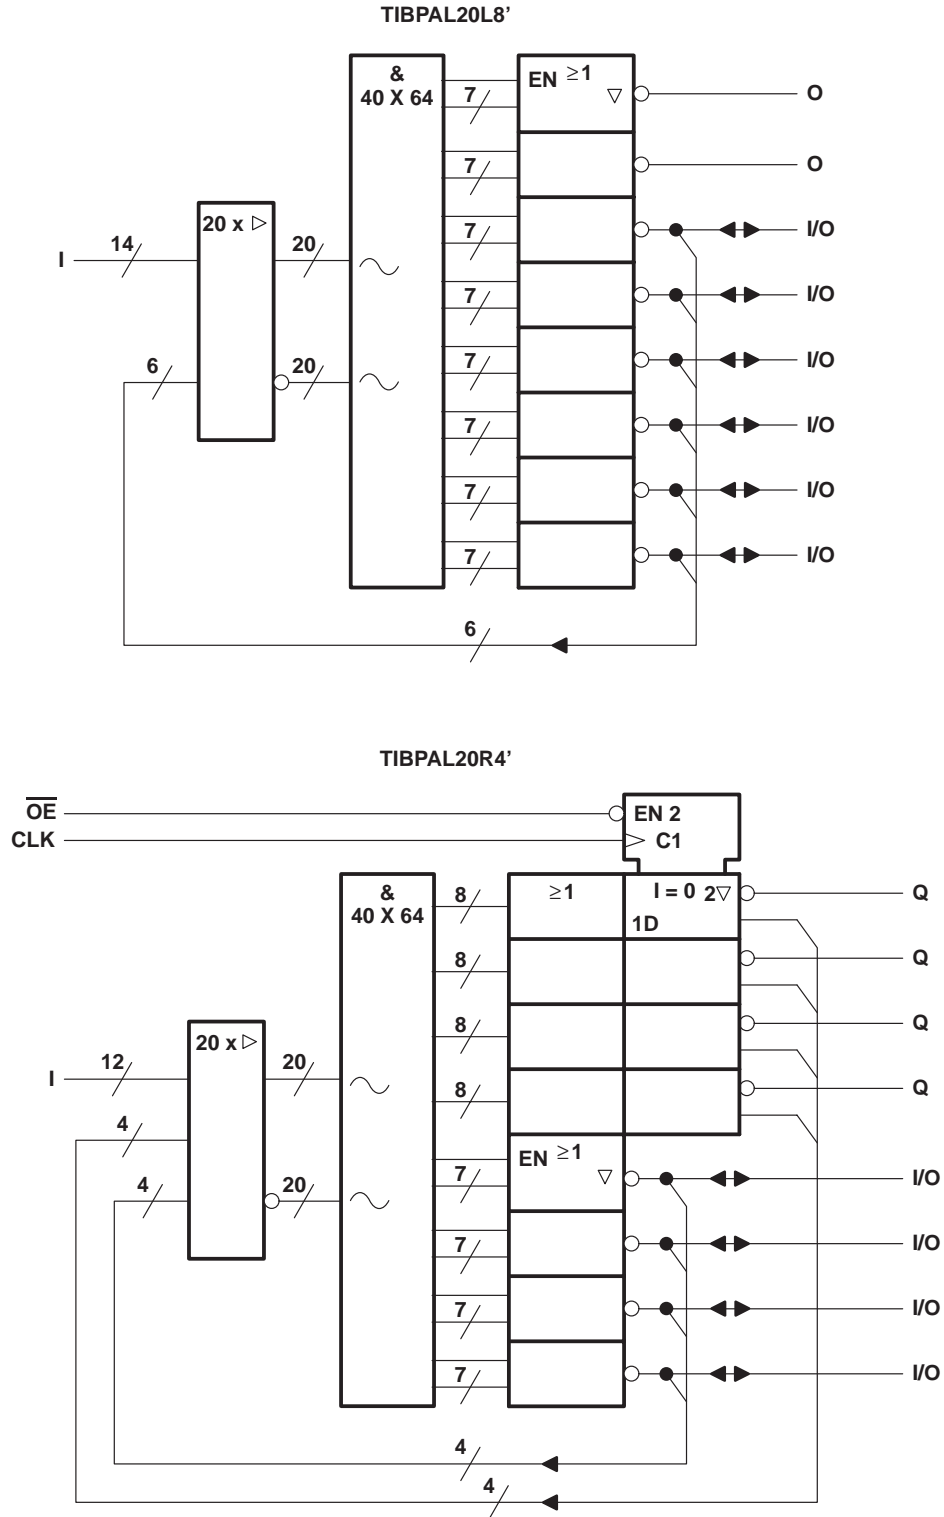 TIBPAL20L8’
&
40 X 64
EN ≥1
7
O
7
O
20 x
I
14
20
7
I/O
7
I/O
6
20
7
I/O
7
I/O
7
I/O
7
I/O
6
TIBPAL20R4’
OE
EN 2
CLK
C1
&
40 X 64
8
≥1
I = 0 2
1D
Q
8
Q
8
Q
20 x
I
12
20
8
Q
4
EN ≥1
7
I/O
4
20
7
I/O
7
I/O
7
I/O
4
4